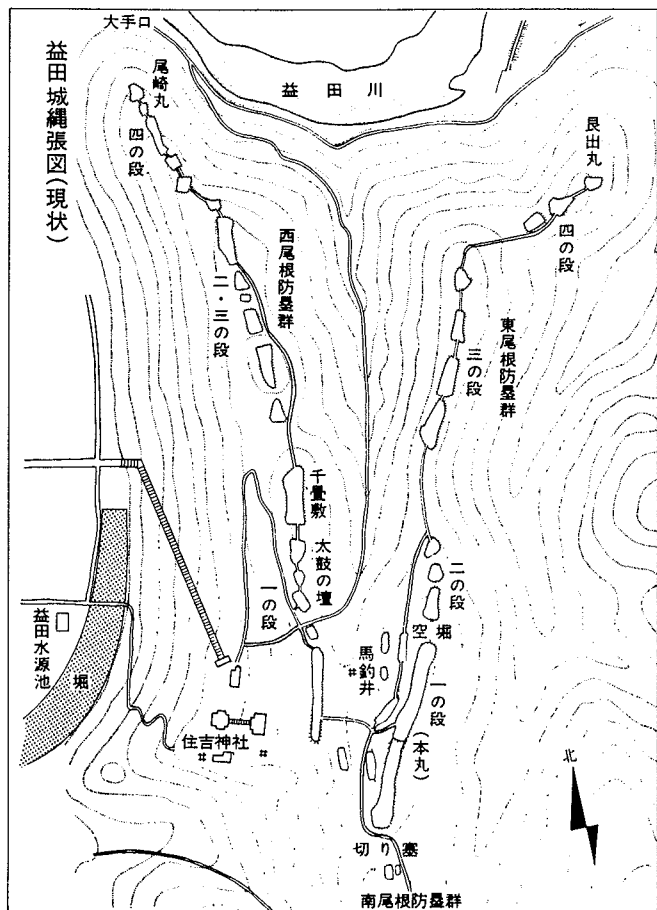 益田城縄張図(現状)
大手口
尾崎丸
四の段
益田川
艮出丸
四の段
西尾根防塁群
二・三の段
東尾根防塁群
三の段
千畳敷
太鼓の壇
一の段
二の段
空堀
馬釣井
一の段
(本丸)
益田水源池
堀
住吉神社
北
切り塞
南尾根防塁群